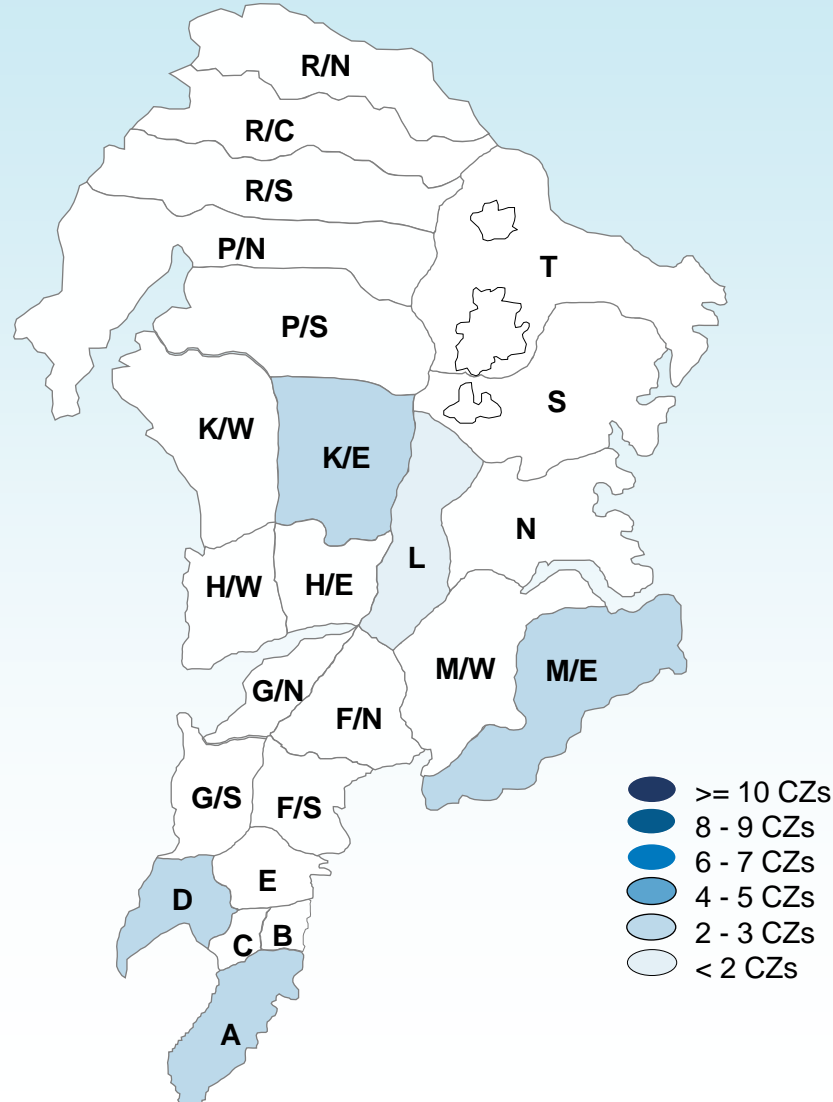 R/N
R/C
R/S
P/N
T
P/S
S
K/W
K/E
N
L
H/W
H/E
M/W
M/E
G/N
F/N
G/S
F/S
E
D
C
B
A
>= 10 CZs
8 - 9 CZs
6 - 7 CZs
4 - 5 CZs
2 - 3 CZs
< 2 CZs